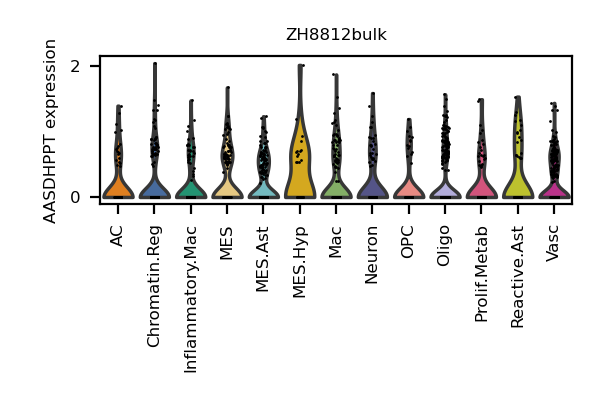 ZH8812bulk
AASDHPPT expression
2
0
AC
Chromatin.Reg
Inflammatory.Mac
MES
MES.Ast
MES.Hyp
Mac
Neuron
OPC
Oligo
Prolif.Metab
Reactive.Ast
Vasc